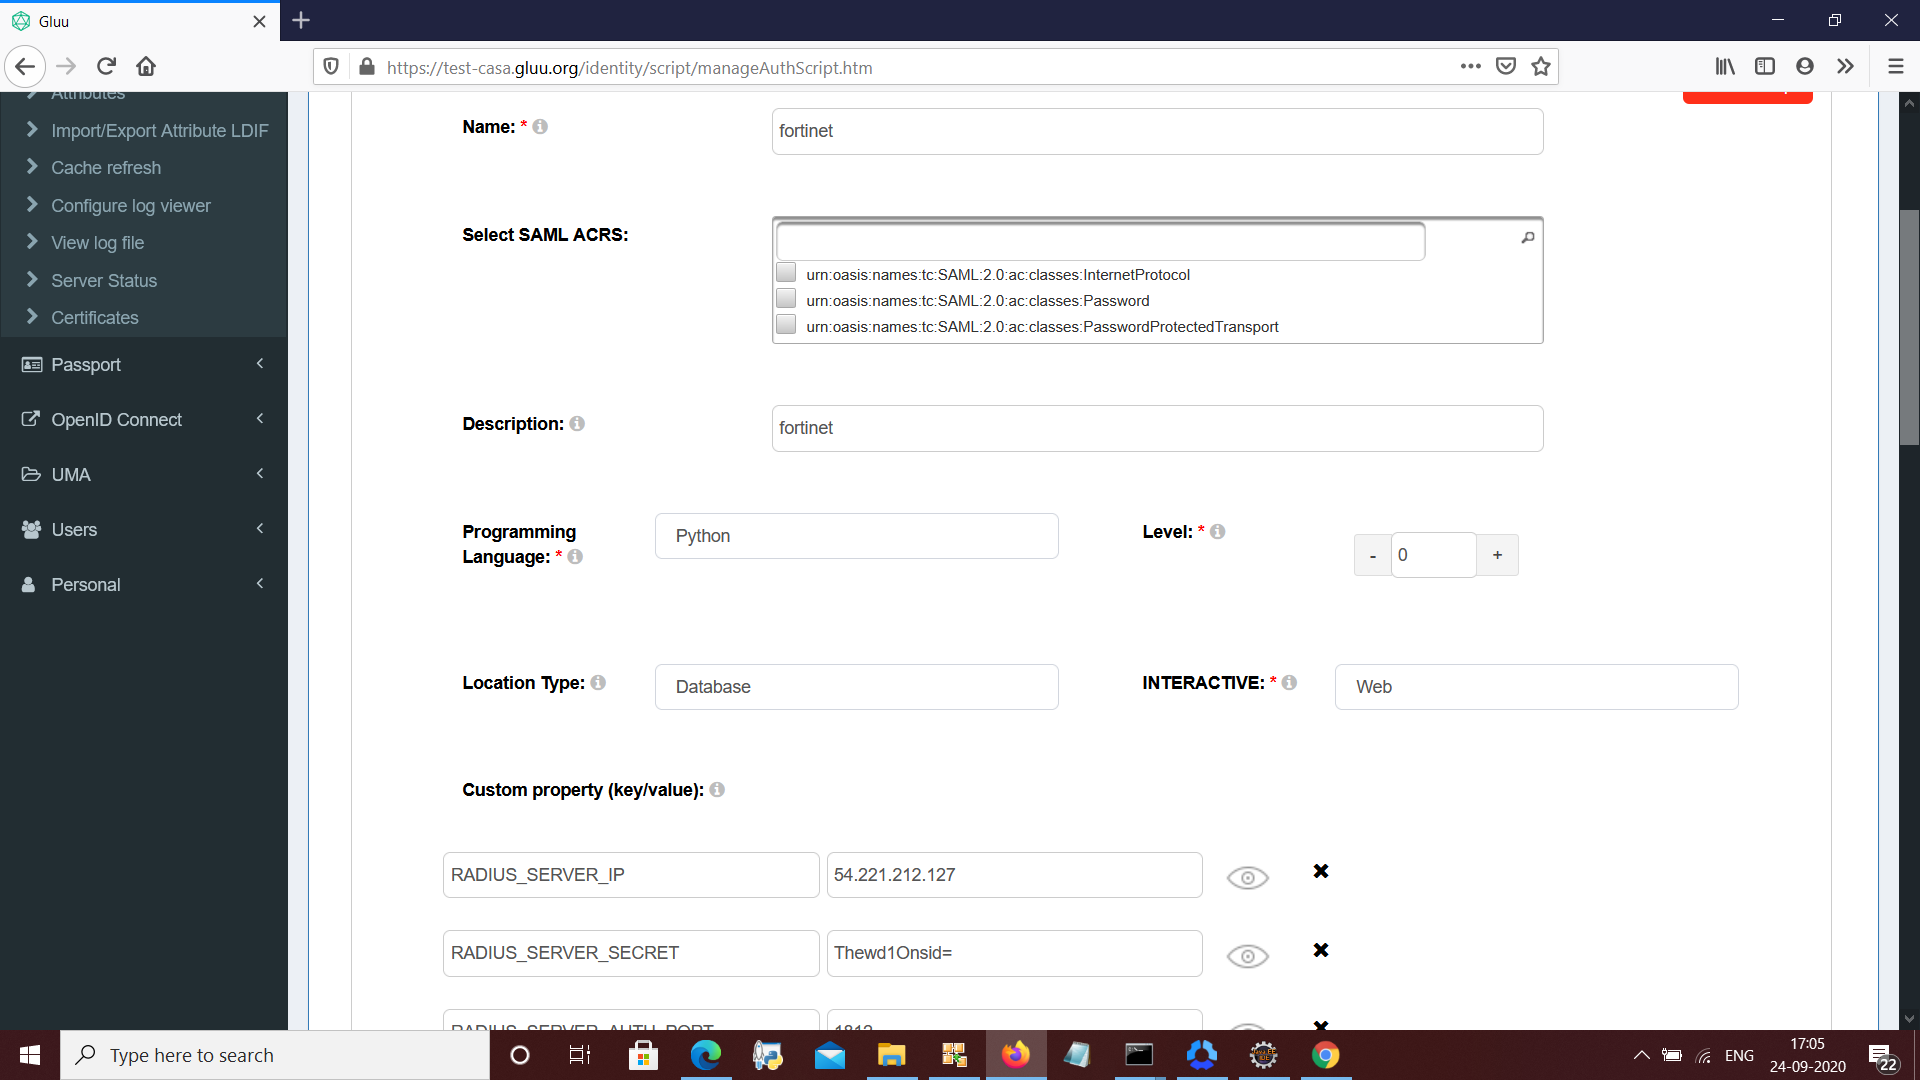 Gluu
https://test-casa.gluu.org/identity/script/manageAuthScript.htm
Attributes
Import/Export Attribute LDIF
Cache refresh
Configure log viewer
View log file
Server Status
Certificates
Passport
OpenID Connect
UMA
Users
Personal
Name: *
fortinet
Select SAML ACRS:
urn:oasis:names:tc:SAML:2.0:ac:classes:InternetProtocol
urn:oasis:names:tc:SAML:2.0:ac:classes:Password
urn:oasis:names:tc:SAML:2.0:ac:classes:PasswordProtectedTransport
Description:
fortinet
Programming
Language: *
Python
Level: *
- 0 +
Location Type:
Database
INTERACTIVE: *
Web
Custom property (key/value):
RADIUS_SERVER_IP
54.221.212.127
RADIUS_SERVER_SECRET
Thewd1Onsid=
RADIUS_SERVER_AUTH_PORT
1812
Type here to search
ENG
17:05
24-09-2020
22